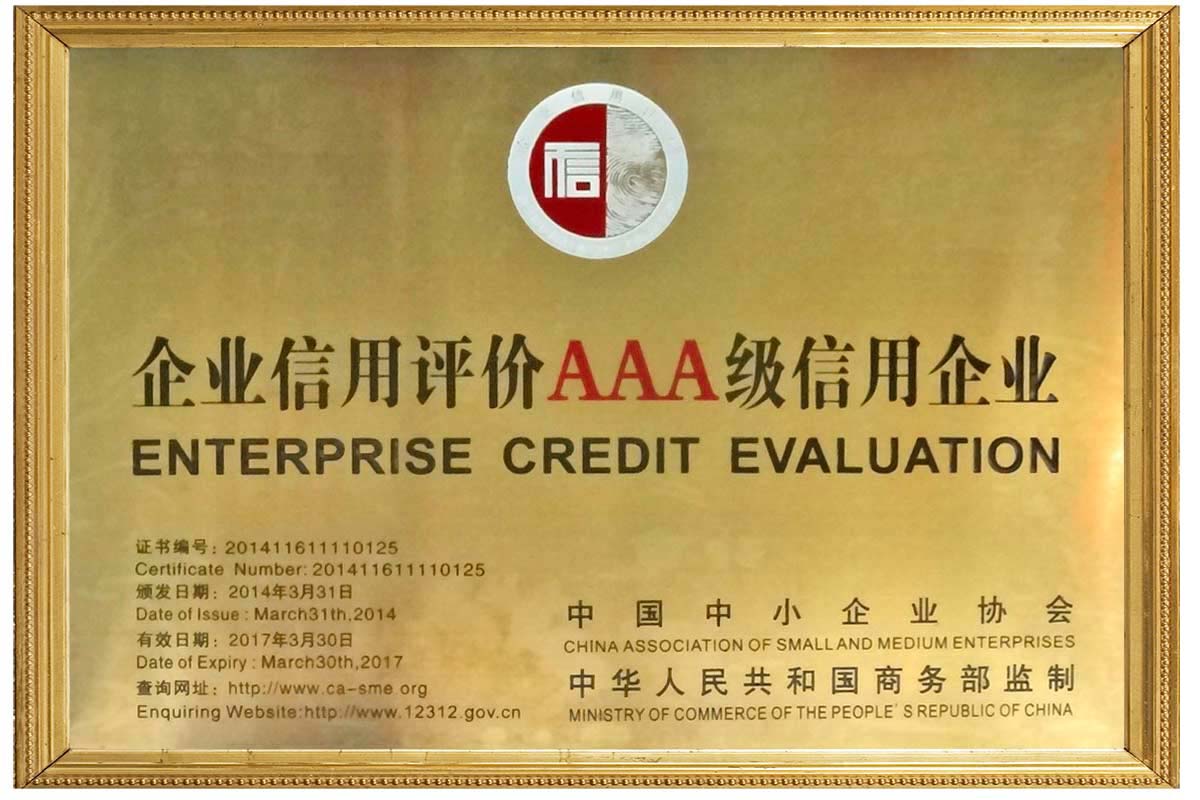 信用
信
企业信用评价AAA级信用企业
ENTERPRISE CREDIT EVALUATION
证书编号: 201411611110125
Certificate Number: 201411611110125
颁发日期: 2014年3月31日
Date of Issue : March31th,2014
有效日期: 2017年3月30日
Date of Expiry : March30th,2017
查询网址: http://www.ca-sme.org
Enquiring Website:http://www.12312.gov.cn
中国中小企业协会
CHINA ASSOCIATION OF SMALL AND MEDIUM ENTERPRISES
中华人民共和国商务部监制
MINISTRY OF COMMERCE OF THE PEOPLE'S REPUBLIC OF CHINA